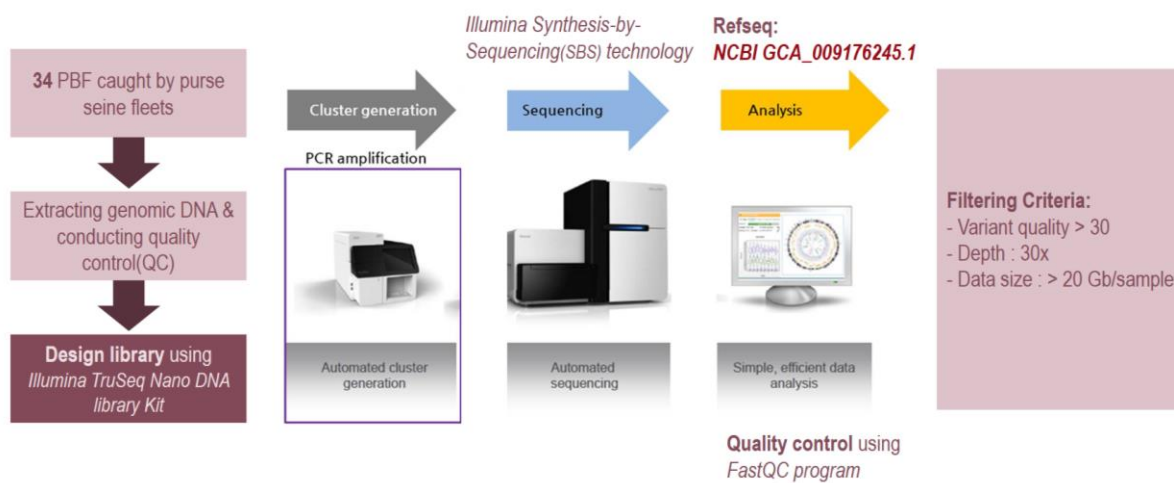 34 PBF caught by purse
seine fleets
Extracting genomic DNA &
conducting quality
control(QC)
Design library using
Illumina TruSeq Nano DNA
library Kit
Cluster generation
PCR amplification
Automated cluster
generation
Illumina Synthesis-by-
Sequencing(SBS) technology
Sequencing
Automated
sequencing
Refseq:
NCBI GCA_009176245.1
Analysis
Simple, efficient data
analysis
Quality control using
FastQC program
Filtering Criteria:
- Variant quality > 30
- Depth : 30x
- Data size : > 20 Gb/sample